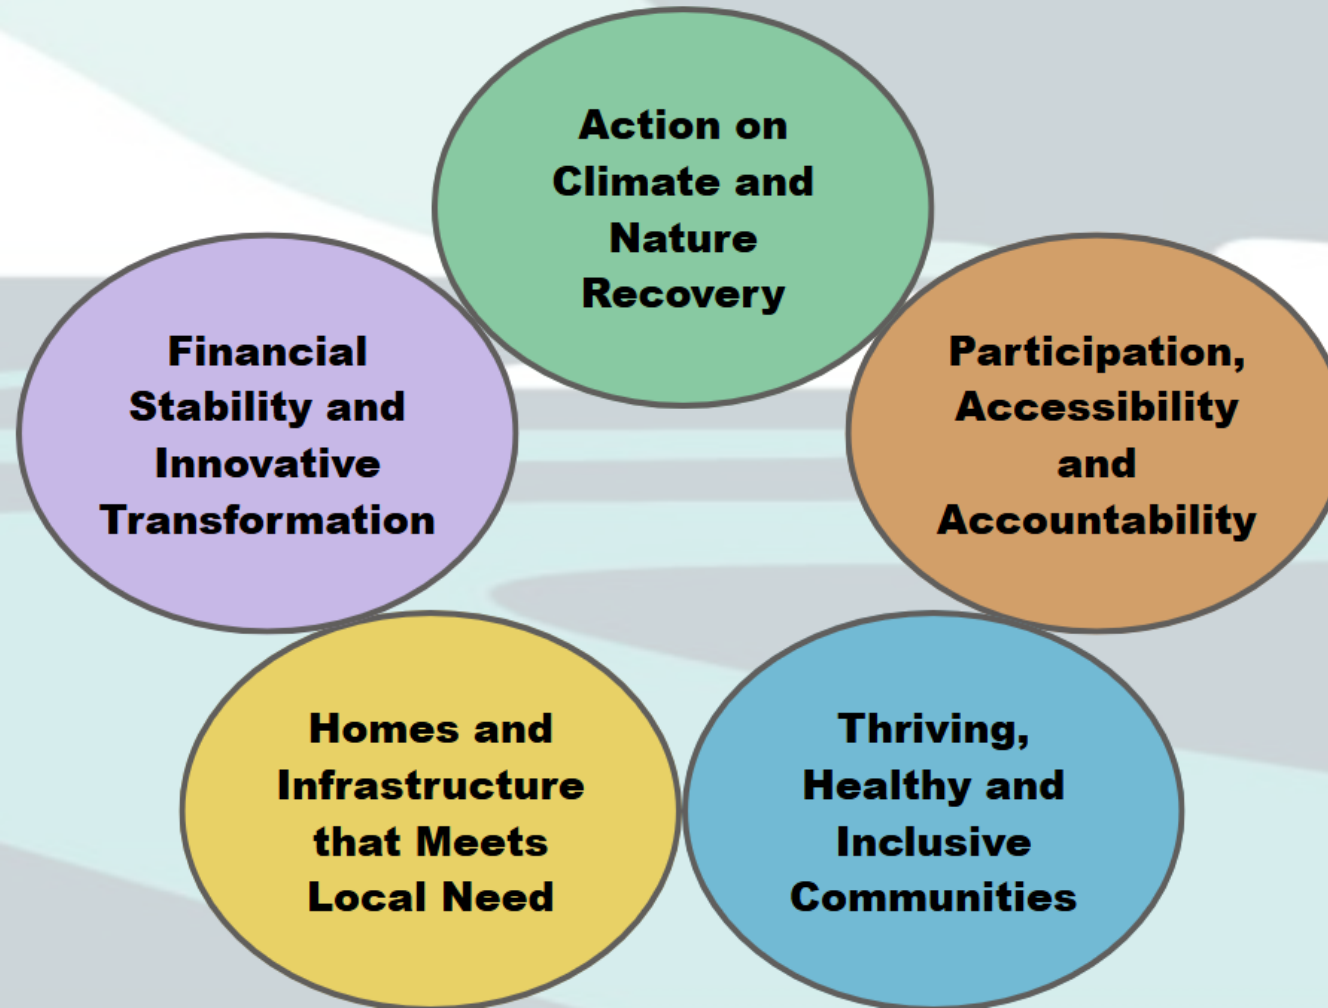 Action on
Climate and
Nature
Recovery
Financial
Stability and
Innovative
Transformation
Participation,
Accessibility
and
Accountability
Homes and
Infrastructure
that Meets
Local Need
Thriving,
Healthy and
Inclusive
Communities